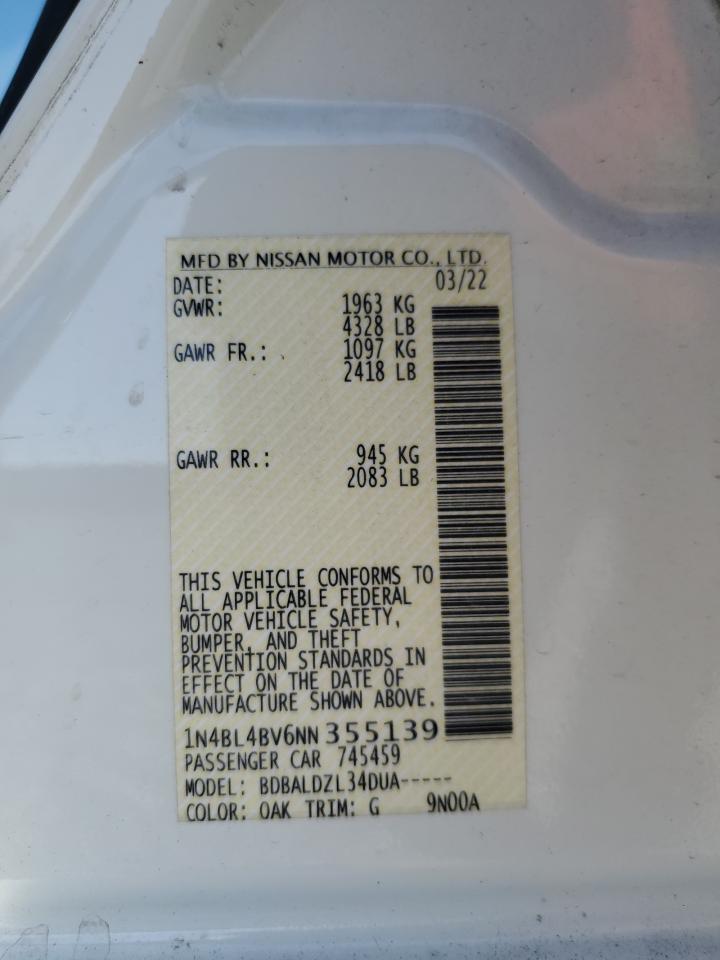 MFD BY NISSAN MOTOR CO., LTD.
DATE: 03/22
GVWR: 1963 KG
4328 LB
GAWR FR.: 1097 KG
2418 LB
GAWR RR.: 945 KG
2083 LB
THIS VEHICLE CONFORMS TO
ALL APPLICABLE FEDERAL
MOTOR VEHICLE SAFETY,
BUMPER, AND THEFT
PREVENTION STANDARDS IN
EFFECT ON THE DATE OF
MANUFACTURE SHOWN ABOVE.
1N4BL4BV6NN355139
PASSENGER CAR 745459
MODEL: BDBALDZL34DUA-----
COLOR: QAK TRIM: G 9N00A